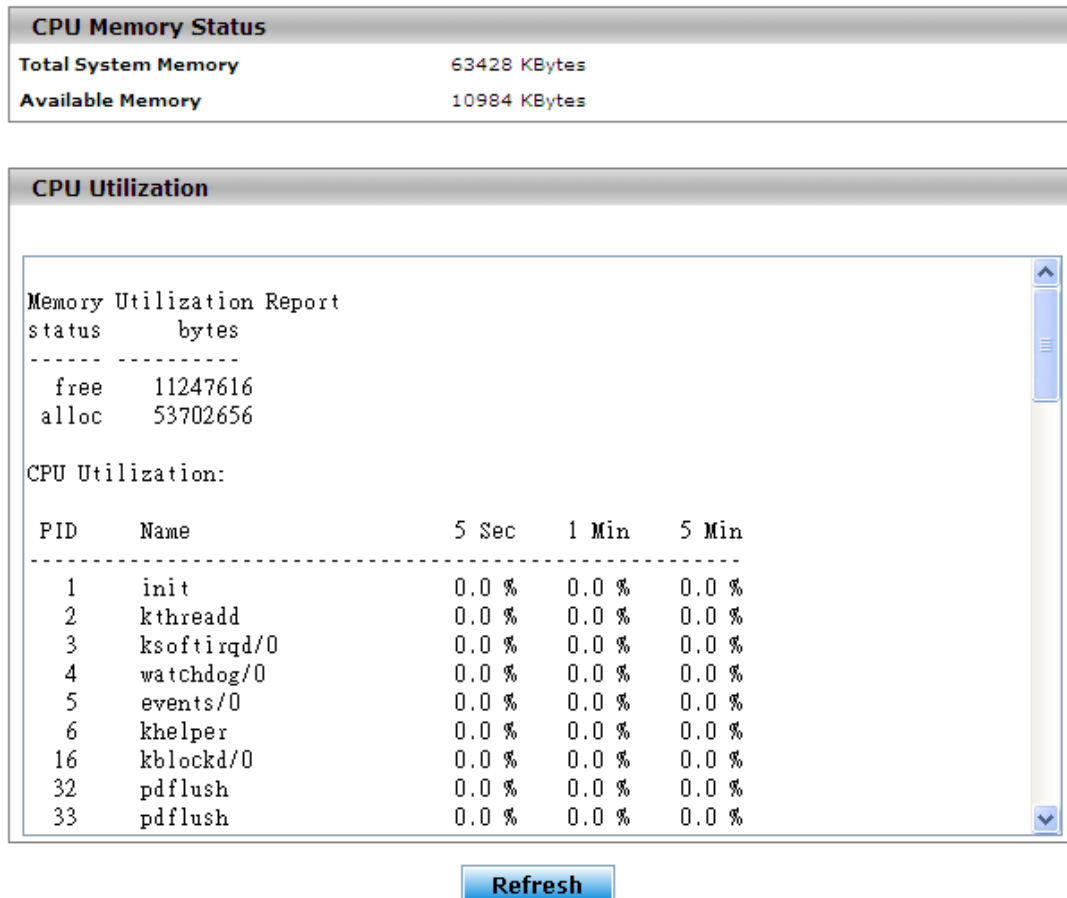 CPU Memory Status
Total System Memory 63428 KBytes
Available Memory 10984 KBytes
CPU Utilization
Memory Utilization Report
status bytes
------ ----------
free 11247616
alloc 53702656
CPU Utilization:
PID Name 5 Sec 1 Min 5 Min
-----------------------------------------------------------
1 init 0.0 % 0.0 % 0.0 %
2 kthreadd 0.0 % 0.0 % 0.0 %
3 ksoftirqd/0 0.0 % 0.0 % 0.0 %
4 watchdog/0 0.0 % 0.0 % 0.0 %
5 events/0 0.0 % 0.0 % 0.0 %
6 khelper 0.0 % 0.0 % 0.0 %
16 kblockd/0 0.0 % 0.0 % 0.0 %
32 pdflush 0.0 % 0.0 % 0.0 %
33 pdflush 0.0 % 0.0 % 0.0 %
Refresh